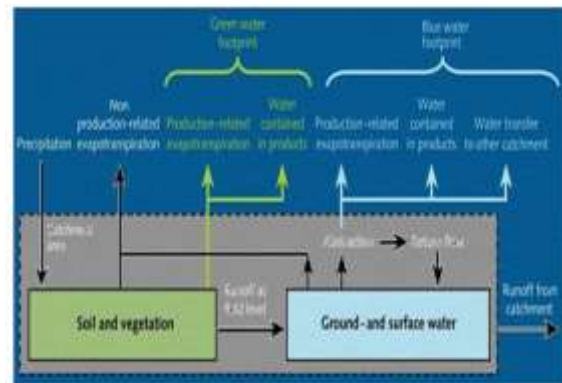 Green water
footprint
Blue water
footprint
Precipitation
Non
production-related
evapotranspiration
Production-related
evapotranspiration
Water
contained
in products
Production-related
evapotranspiration
Water
contained
in products
Water transfer
to other catchment
Catchment
area
Abstraction
Return flow
Soil and vegetation
Runoff at
field level
Ground- and surface water
Runoff from
catchment